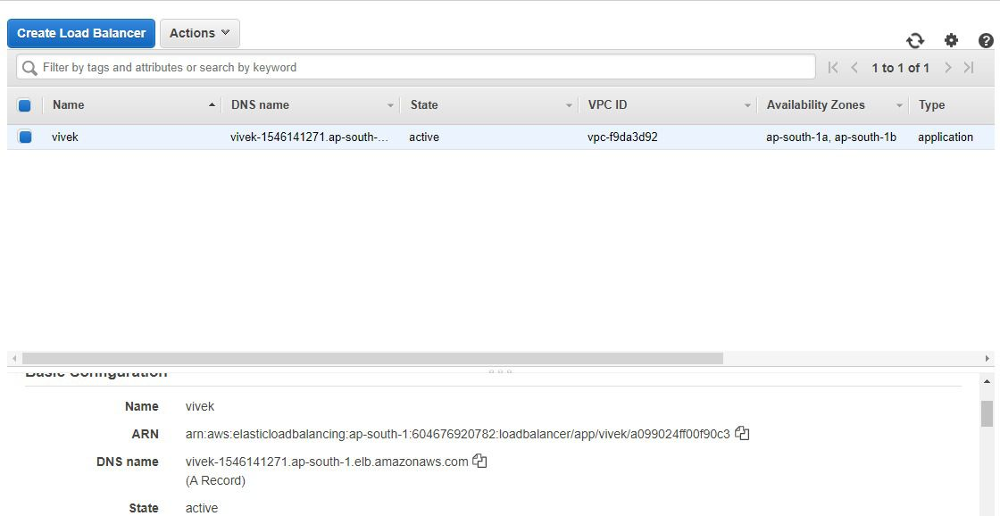 Create Load Balancer Actions
Filter by tags and attributes or search by keyword 1 to 1 of 1
Name DNS name State VPC ID Availability Zones Type
vivek vivek-1546141271.ap-south-... active vpc-f9da3d92 ap-south-1a, ap-south-1b application
Basic Configuration
Name vivek
ARN arn:aws:elasticloadbalancing:ap-south-1:604676920782:loadbalancer/app/vivek/a099024ff00f90c3
DNS name vivek-1546141271.ap-south-1.elb.amazonaws.com
(A Record)
State active